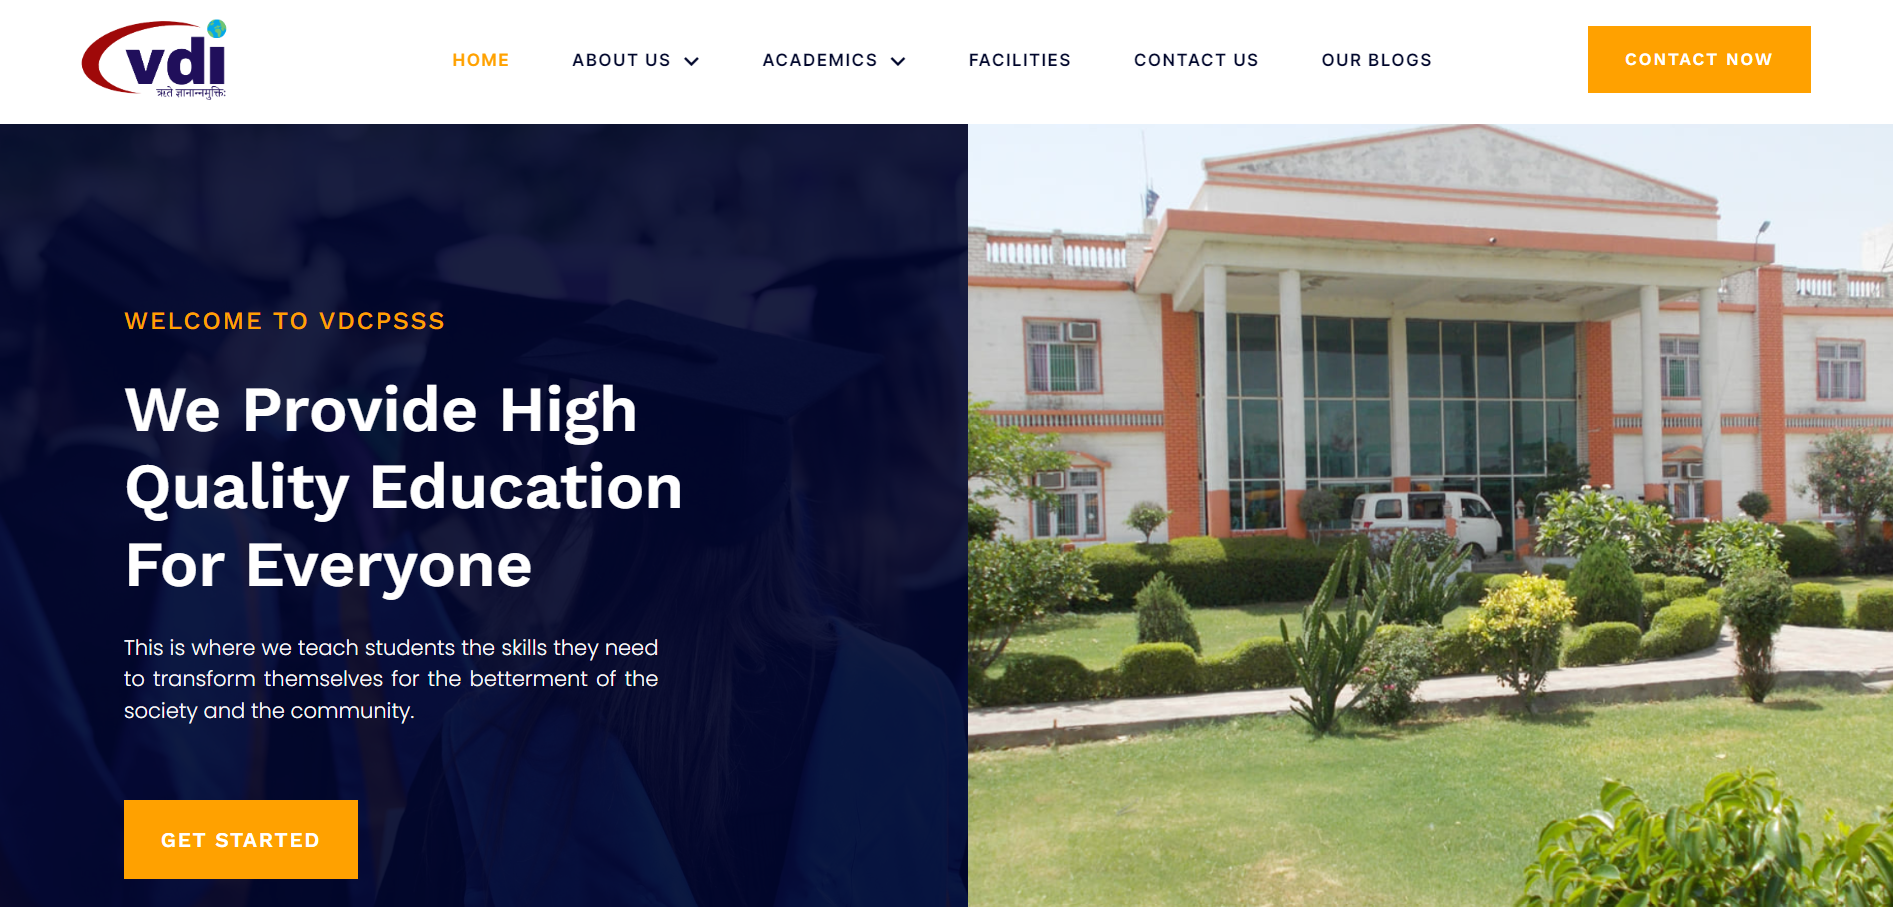 vdi
ऋते ज्ञानान्नमुक्तिः
HOME
ABOUT US
ACADEMICS
FACILITIES
CONTACT US
OUR BLOGS
CONTACT NOW
WELCOME TO VDCPSSS
We Provide High
Quality Education
For Everyone
This is where we teach students the skills they need
to transform themselves for the betterment of the
society and the community.
GET STARTED